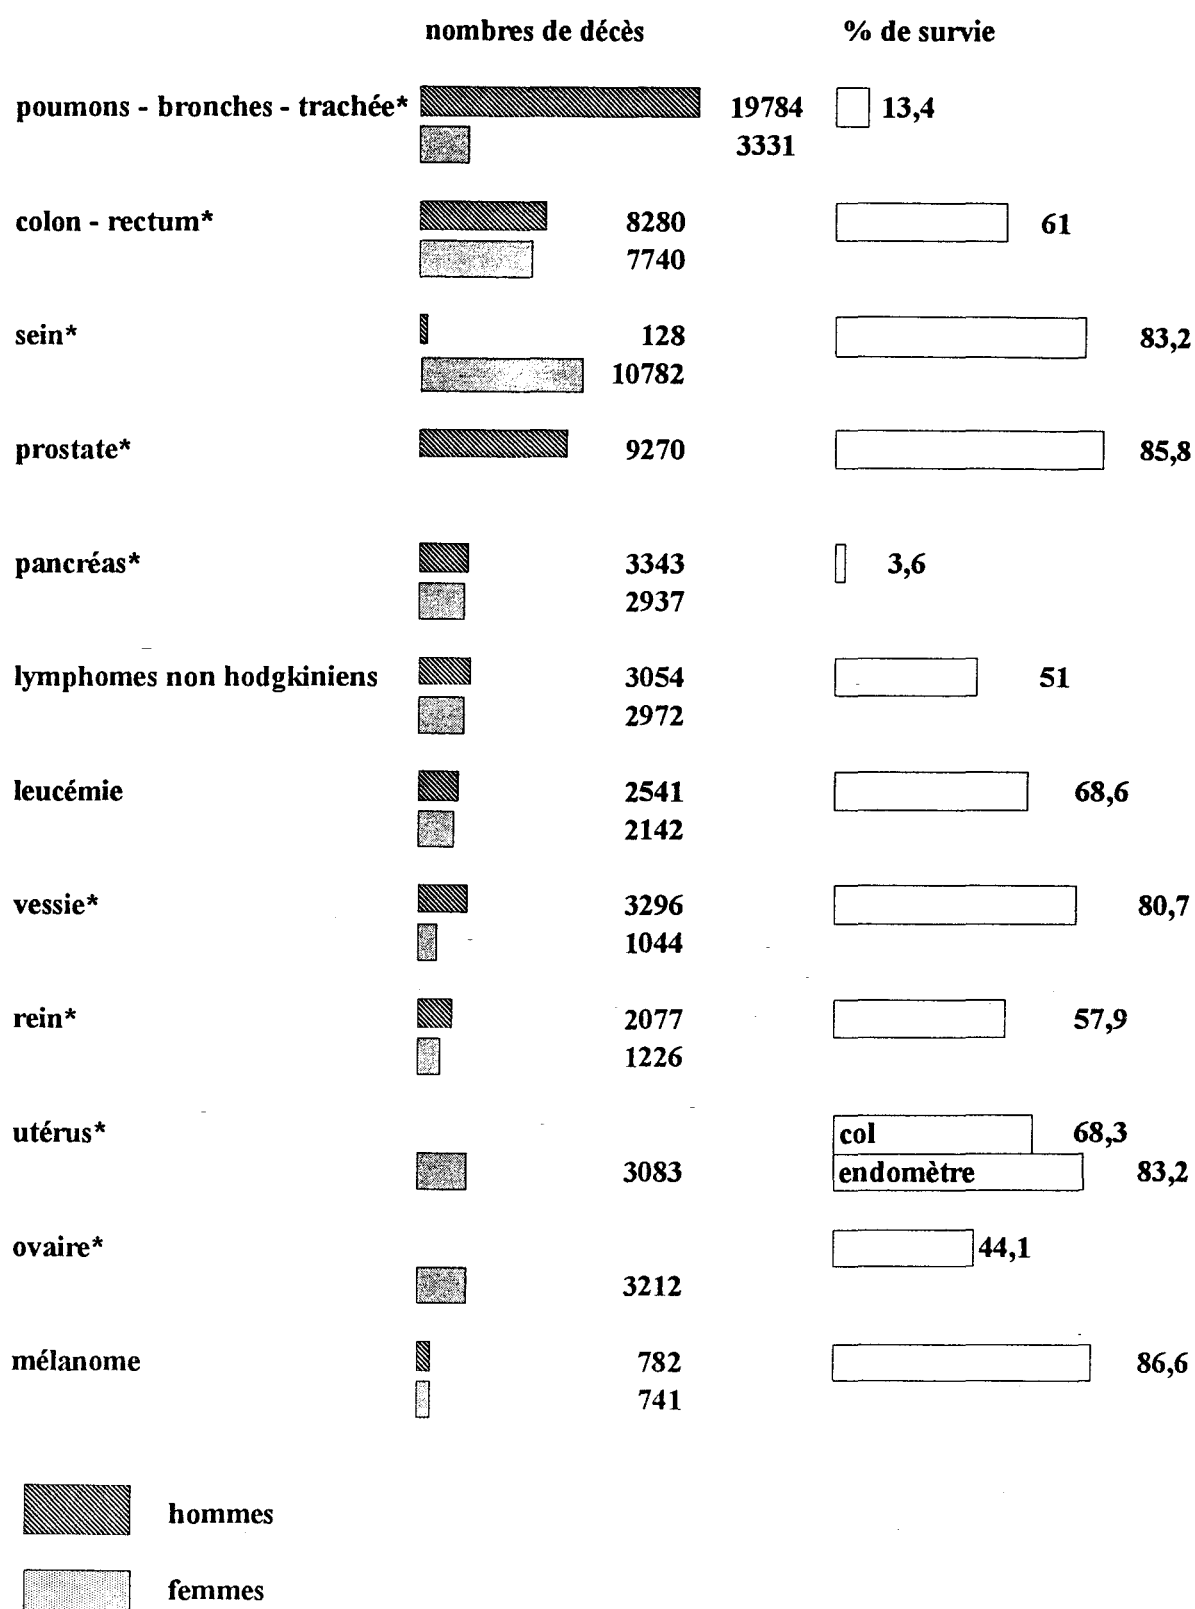 nombres de décès % de survie
poumons - bronches - trachée* 19784 13,4
3331
colon - rectum* 8280 61
7740
sein* 128 83,2
10782
prostate* 9270 85,8
pancréas* 3343 3,6
2937
lymphomes non hodgkiniens 3054 51
2972
leucémie 2541 68,6
2142
vessie* 3296 80,7
1044
rein* 2077 57,9
1226
utérus* col 68,3
3083 endomètre 83,2
ovaire* 44,1
3212
mélanome 782 86,6
741
hommes
femmes